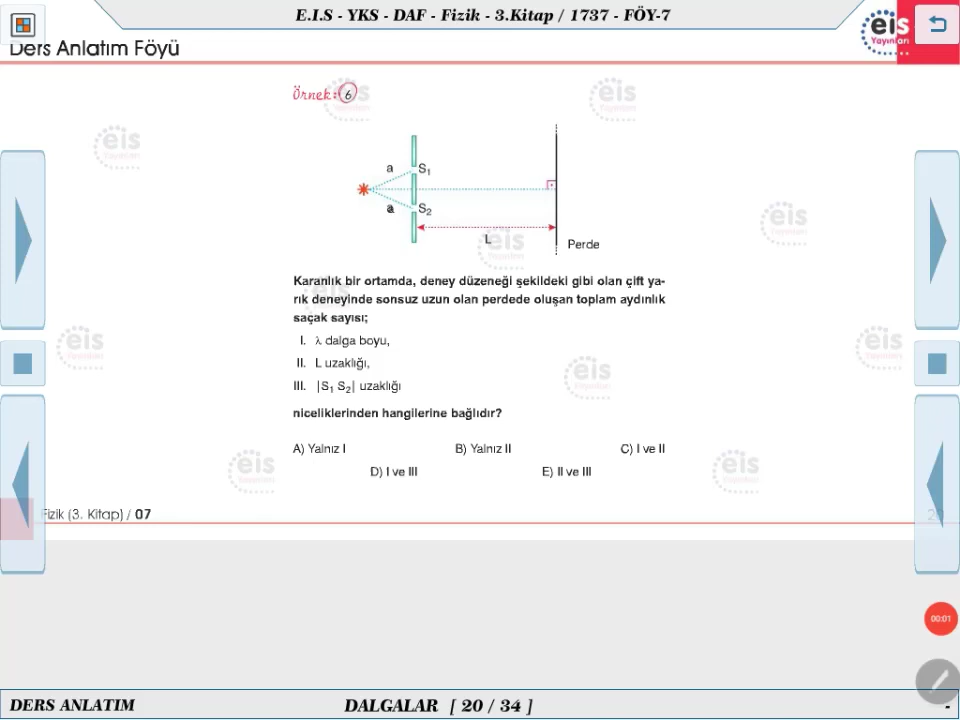 E.I.S - YKS - DAF - Fizik - 3.Kitap / 1737 - FÖY-7
eis
Yayınları
Ders Anlatım Föyü
Örnek: 6
a
S1
a
S2
L
Perde
Karanlık bir ortamda, deney düzeneği şekildeki gibi olan çift ya-
rık deneyinde sonsuz uzun olan perdede oluşan toplam aydınlık
saçak sayısı;
I. λ dalga boyu,
II. L uzaklığı,
III. |S1 S2| uzaklığı
niceliklerinden hangilerine bağlıdır?
A) Yalnız I B) Yalnız II C) I ve II
D) I ve III E) II ve III
Fizik (3. Kitap) / 07
00:01
DERS ANLATIM DALGALAR [ 20 / 34 ] -